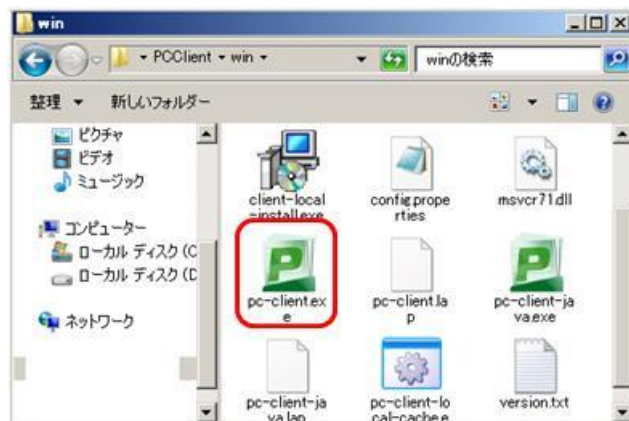 win
PCClient ▾ win ▾
winの検索
整理 ▼ 新しいフォルダー
ピクチャ
ビデオ
ミュージック
コンピューター
ローカル ディスク (C
ローカル ディスク (D
ネットワーク
client-local
-install.exe
config.prope
rties
msvcr71.dll
pc-client.ex
e
pc-client.la
p
pc-client-ja
va.exe
pc-client-ja
va.lap
pc-client-lo
cal-cache.e
version.txt